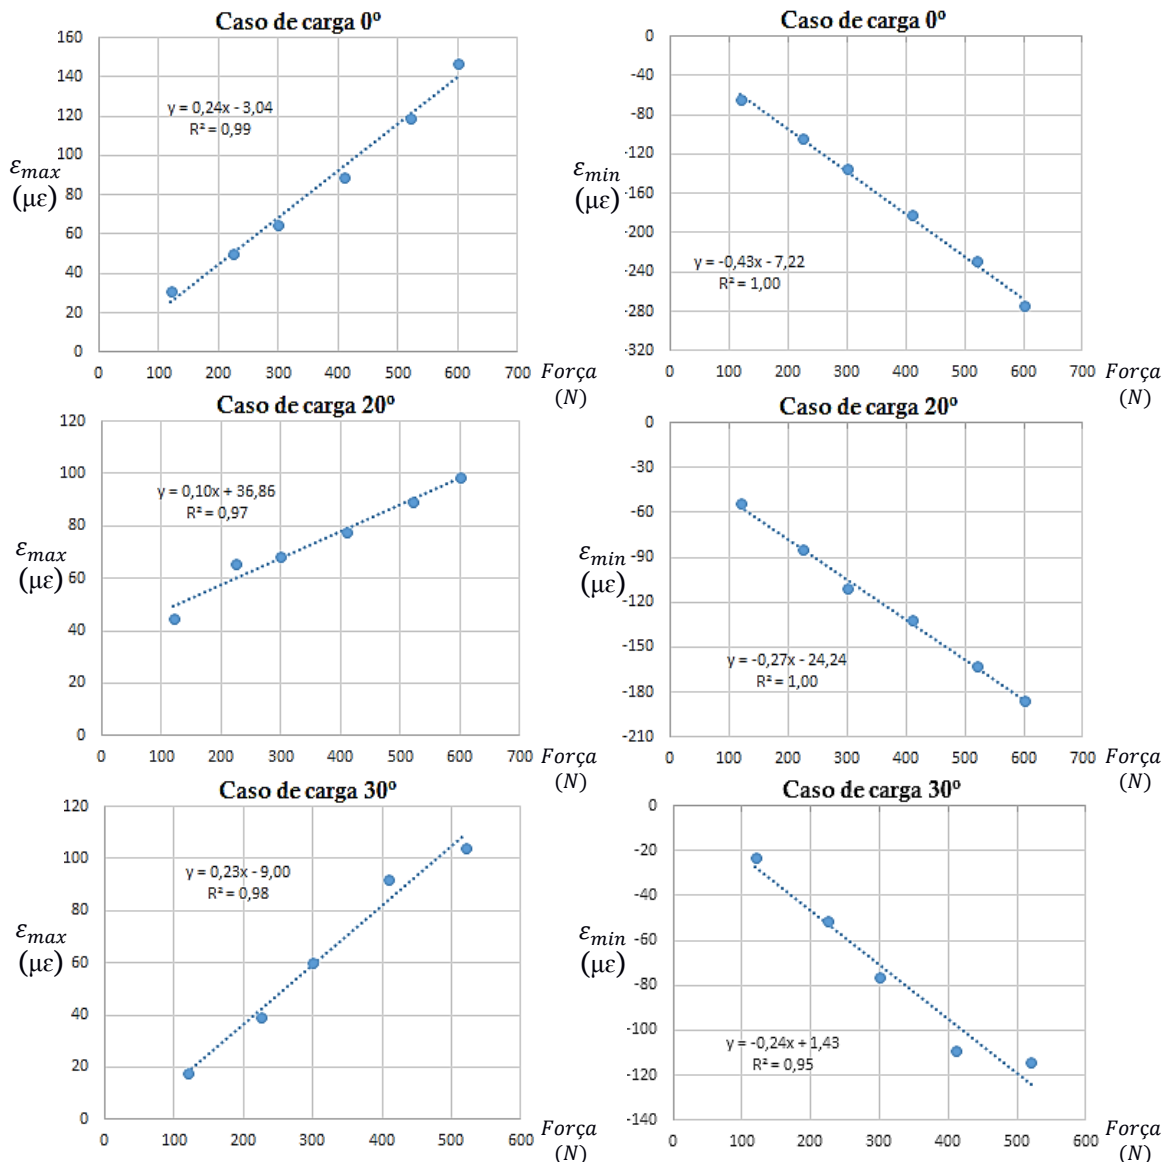 Caso de carga 0º
160
140
120
100
80
60
40
20
0
y = 0,24x - 3,04
R² = 0,99
εmax
(με)
0 100 200 300 400 500 600 700
Força
(N)
Caso de carga 0º
0
-40
-80
-120
-160
-200
-240
-280
-320
y = -0,43x - 7,22
R² = 1,00
εmin
(με)
0 100 200 300 400 500 600 700
Força
(N)
Caso de carga 20º
120
100
80
60
40
20
0
y = 0,10x + 36,86
R² = 0,97
εmax
(με)
0 100 200 300 400 500 600 700
Força
(N)
Caso de carga 20º
0
-30
-60
-90
-120
-150
-180
-210
y = -0,27x - 24,24
R² = 1,00
εmin
(με)
0 100 200 300 400 500 600 700
Força
(N)
Caso de carga 30º
120
100
80
60
40
20
0
y = 0,23x - 9,00
R² = 0,98
εmax
(με)
0 100 200 300 400 500 600
Força
(N)
Caso de carga 30º
0
-20
-40
-60
-80
-100
-120
-140
y = -0,24x + 1,43
R² = 0,95
εmin
(με)
0 100 200 300 400 500 600
Força
(N)